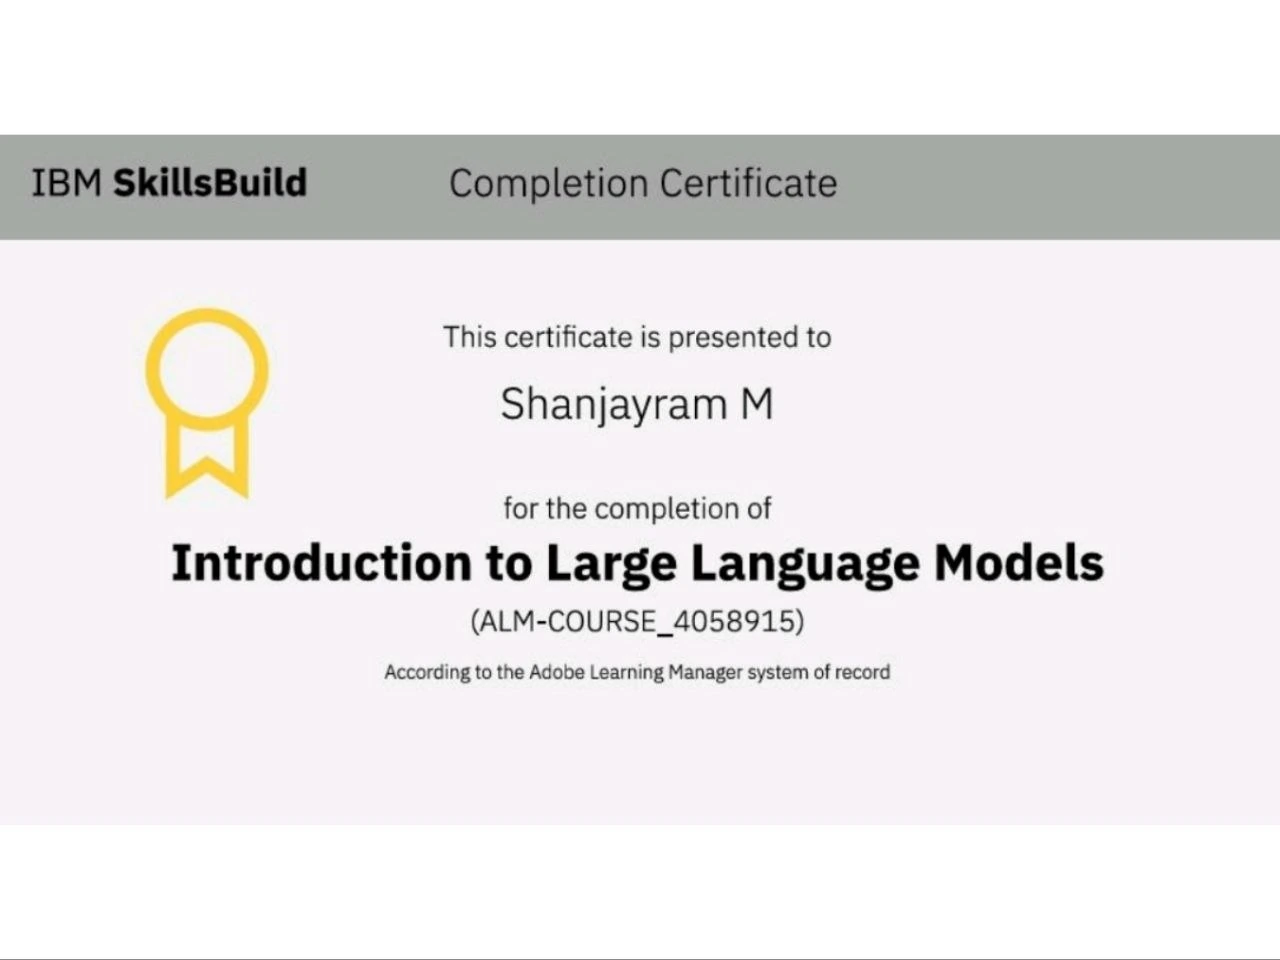 IBM SkillsBuild
Completion Certificate
This certificate is presented to
Shanjayram M
for the completion of
Introduction to Large Language Models
(ALM-COURSE_4058915)
According to the Adobe Learning Manager system of record